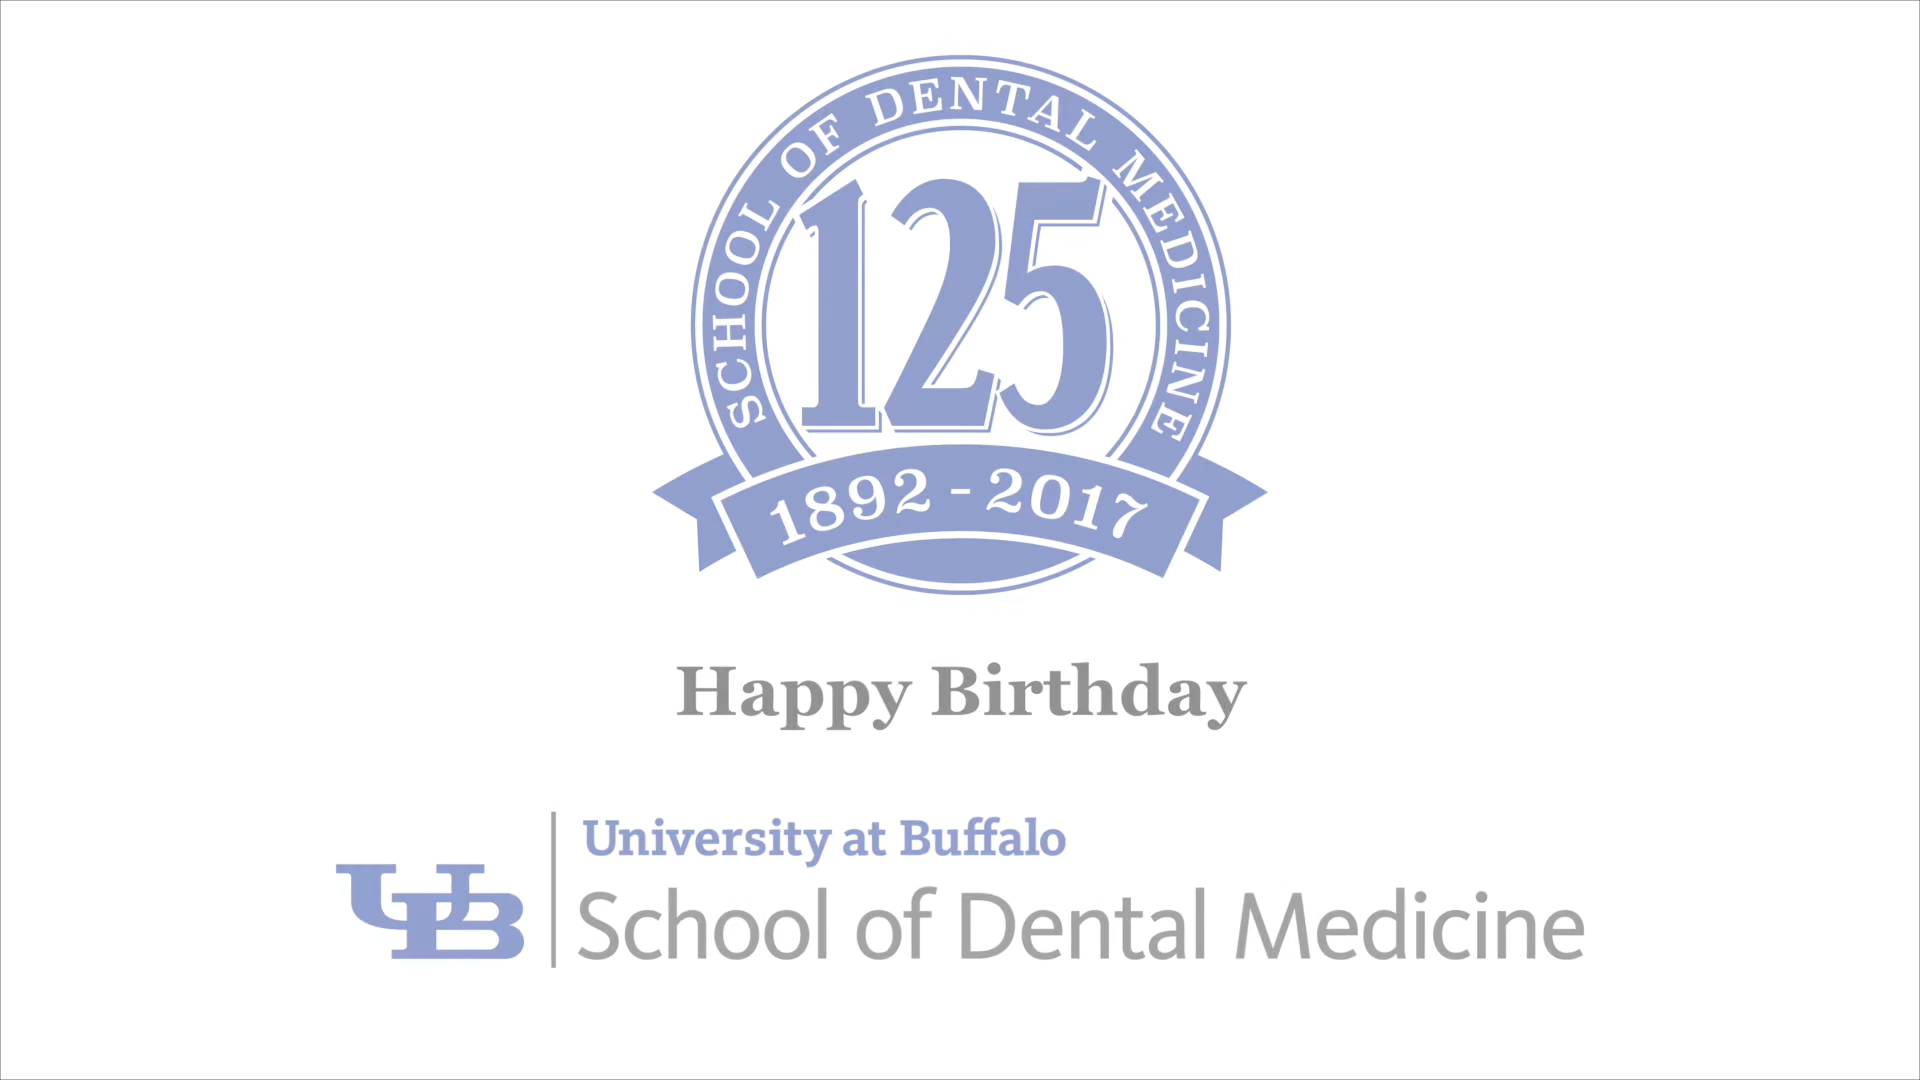 SCHOOL OF DENTAL MEDICINE
125
1892 - 2017
Happy Birthday
UB
University at Buffalo
School of Dental Medicine